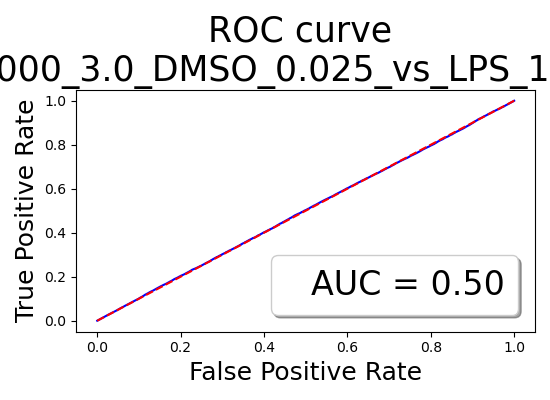 ROC curve
000_3.0_DMSO_0.025_vs_LPS_1
1.0
0.8
0.6
0.4
0.2
0.0
True Positive Rate
AUC = 0.50
0.0 0.2 0.4 0.6 0.8 1.0
False Positive Rate